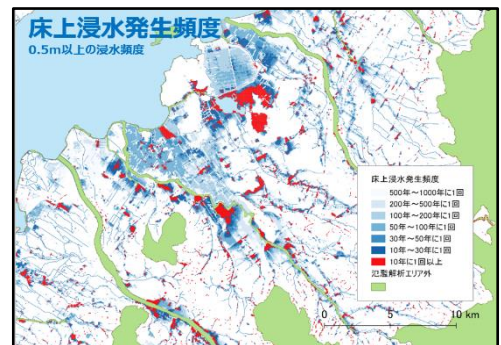 床上浸水発生頻度
0.5m以上の浸水頻度
床上浸水発生頻度
500年～1000年に1回
200年～500年に1回
100年～200年に1回
50年～100年に1回
30年～50年に1回
10年～30年に1回
10年に1回以上
氾濫解析エリア外
0 5 10 km